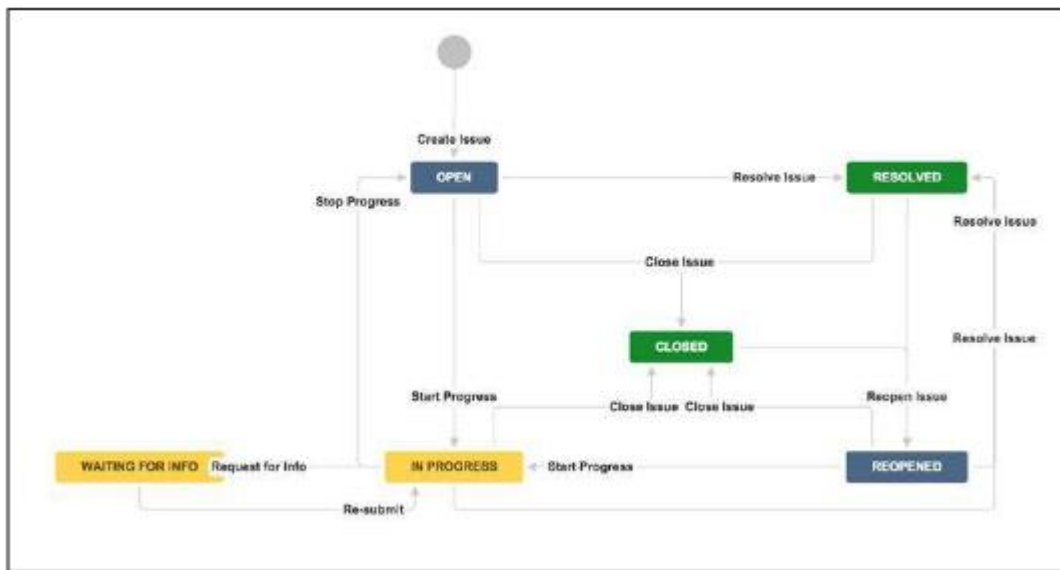 Create Issue
OPEN
Resolve Issue
RESOLVED
Stop Progress
Resolve Issue
Close Issue
CLOSED
Resolve Issue
Start Progress
Close Issue
Close Issue
Reopen Issue
WAITING FOR INFO
Request for Info
IN PROGRESS
Start Progress
REOPENED
Re-submit